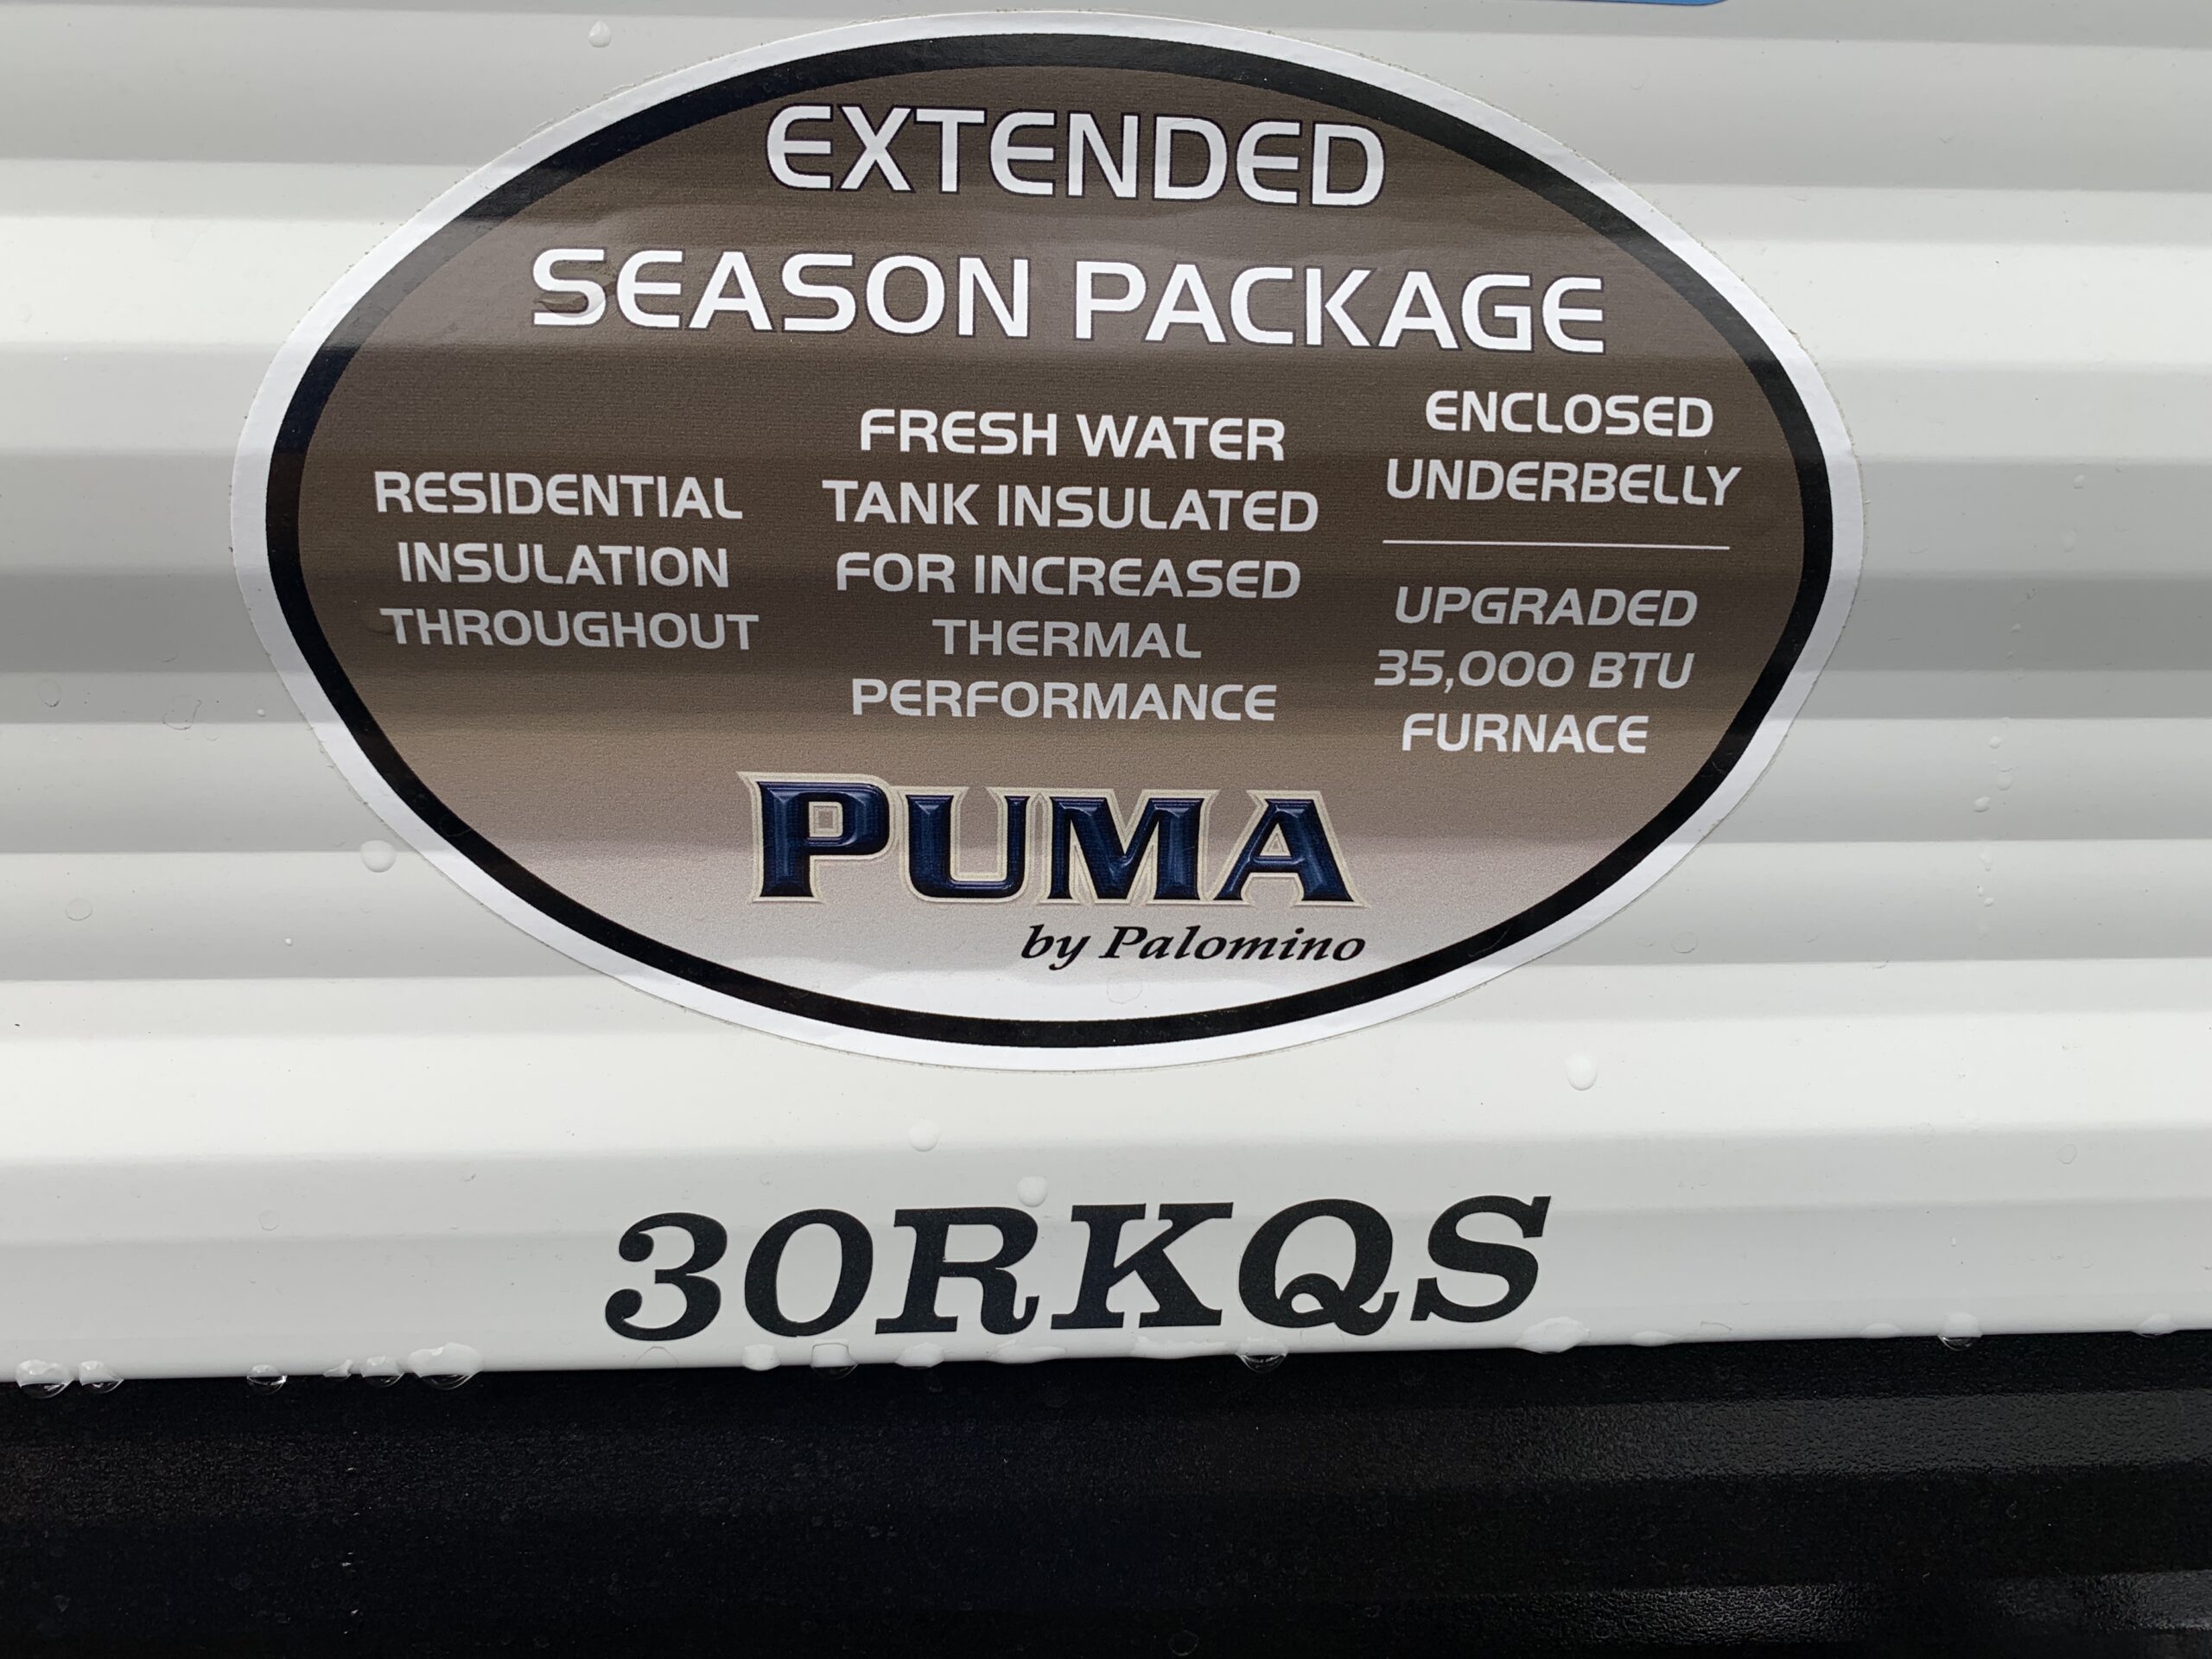 EXTENDED
SEASON PACKAGE
RESIDENTIAL
INSULATION
THROUGHOUT
FRESH WATER
TANK INSULATED
FOR INCREASED
THERMAL
PERFORMANCE
ENCLOSED
UNDERBELLY
UPGRADED
35,000 BTU
FURNACE
PUMA
by Palomino
30RKQS